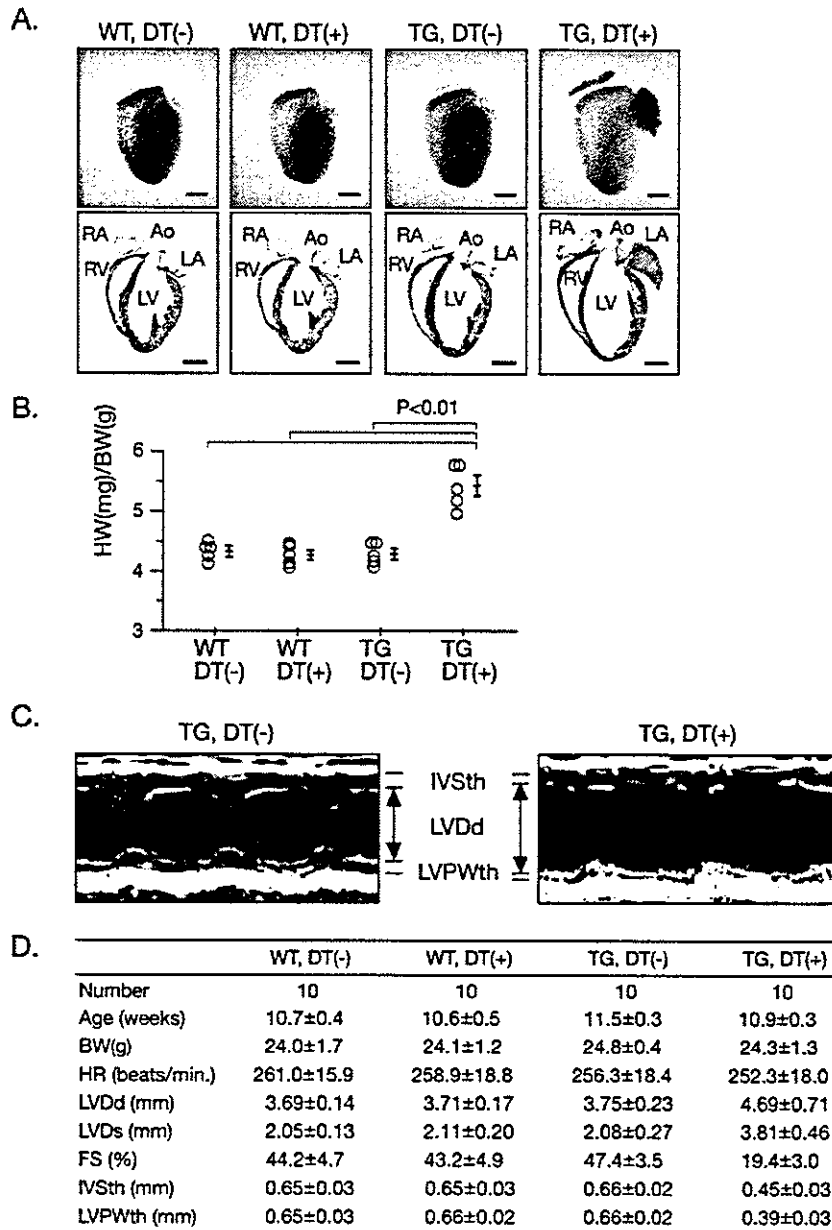 A.
WT, DT(-) WT, DT(+) TG, DT(-) TG, DT(+)
RA Ao LA RV LV
RA Ao LA RV LV
RA Ao LA RV LV
RA Ao LA RV LV
B.
P<0.01
HW(mg)/BW(g)
6
5
4
3
WT DT(-)
WT DT(+)
TG DT(-)
TG DT(+)
C.
TG, DT(-) TG, DT(+)
IVSth
LVDd
LVPWth
D.
WT, DT(-) WT, DT(+) TG, DT(-) TG, DT(+)
Number 10 10 10 10
Age (weeks) 10.7±0.4 10.6±0.5 11.5±0.3 10.9±0.3
BW(g) 24.0±1.7 24.1±1.2 24.8±0.4 24.3±1.3
HR (beats/min.) 261.0±15.9 258.9±18.8 256.3±18.4 252.3±18.0
LVDd (mm) 3.69±0.14 3.71±0.17 3.75±0.23 4.69±0.71
LVDs (mm) 2.05±0.13 2.11±0.20 2.08±0.27 3.81±0.46
FS (%) 44.2±4.7 43.2±4.9 47.4±3.5 19.4±3.0
IVSth (mm) 0.65±0.03 0.65±0.03 0.66±0.02 0.45±0.03
LVPWth (mm) 0.65±0.03 0.66±0.02 0.66±0.02 0.39±0.03